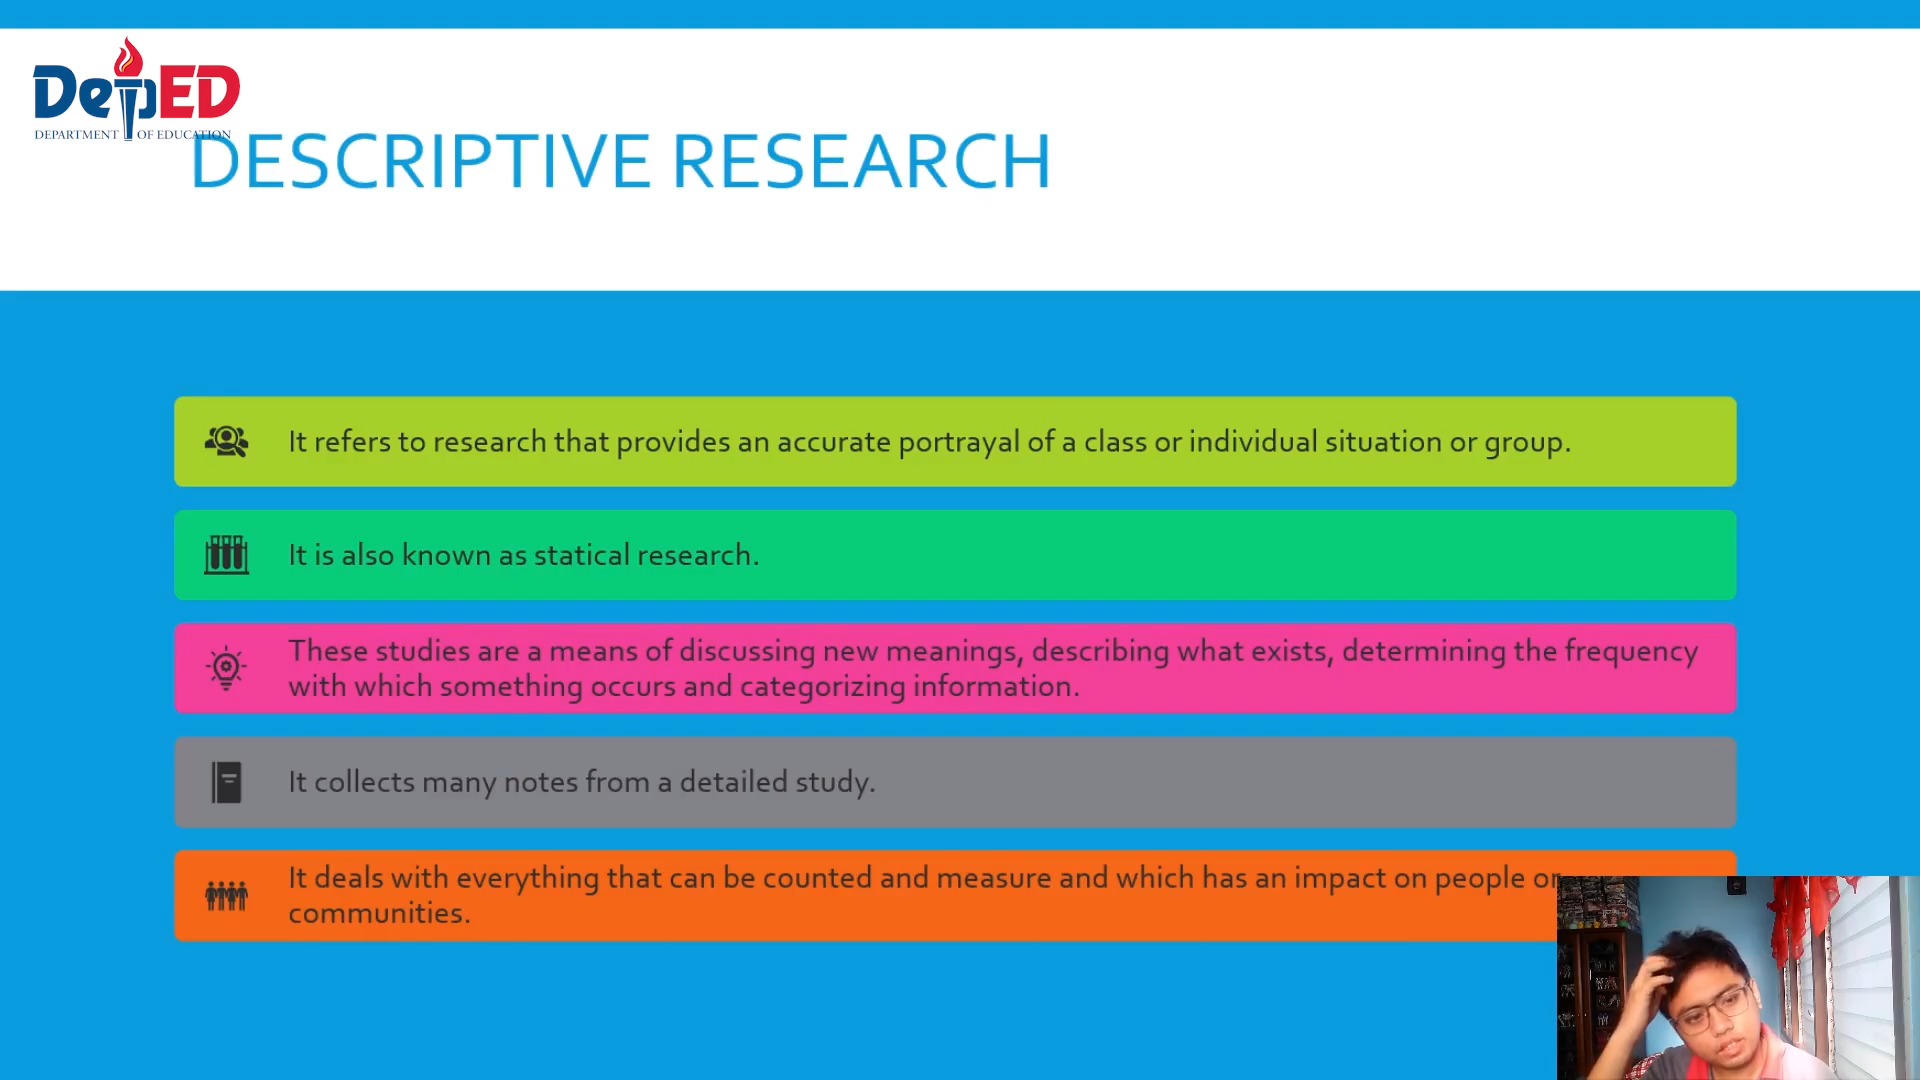 DepED
DEPARTMENT OF EDUCATION
DESCRIPTIVE RESEARCH
It refers to research that provides an accurate portrayal of a class or individual situation or group.
It is also known as statical research.
These studies are a means of discussing new meanings, describing what exists, determining the frequency
with which something occurs and categorizing information.
It collects many notes from a detailed study.
It deals with everything that can be counted and measure and which has an impact on people or
communities.